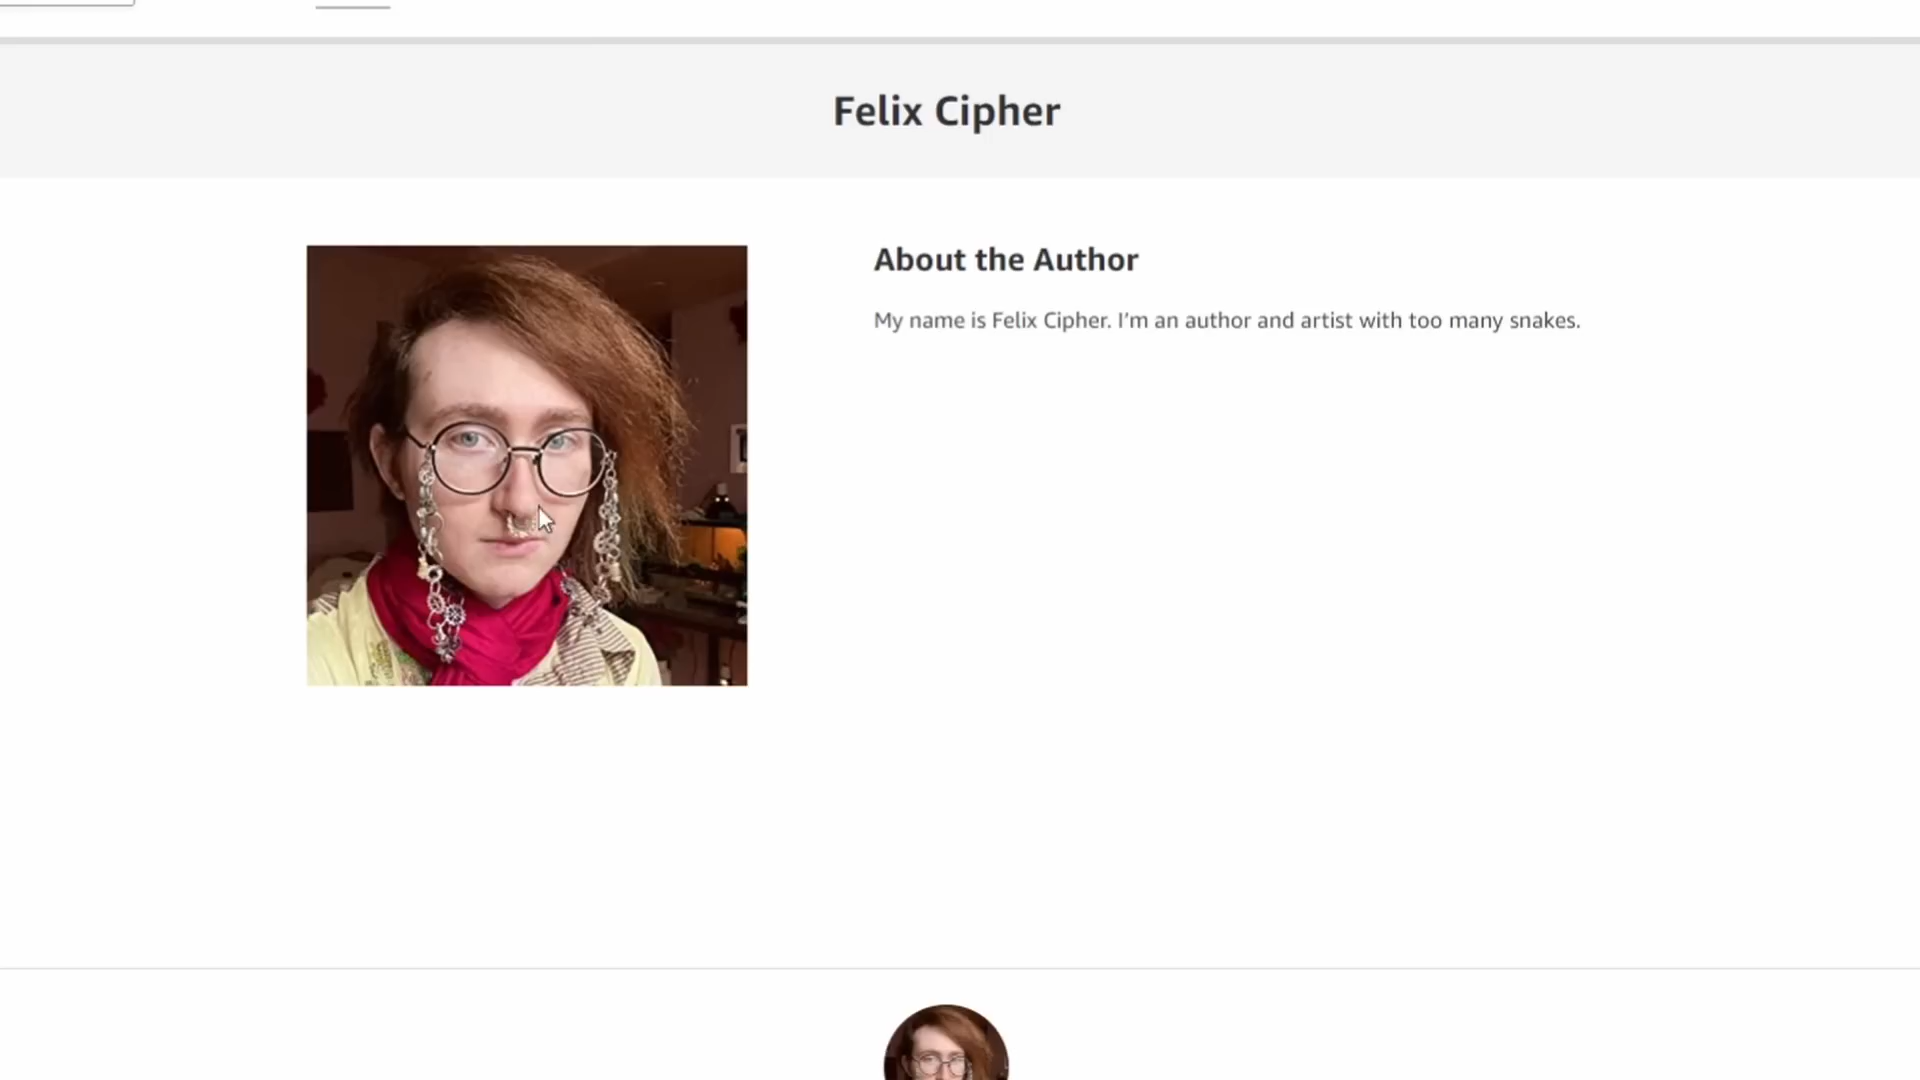 Felix Cipher
About the Author
My name is Felix Cipher. I'm an author and artist with too many snakes.